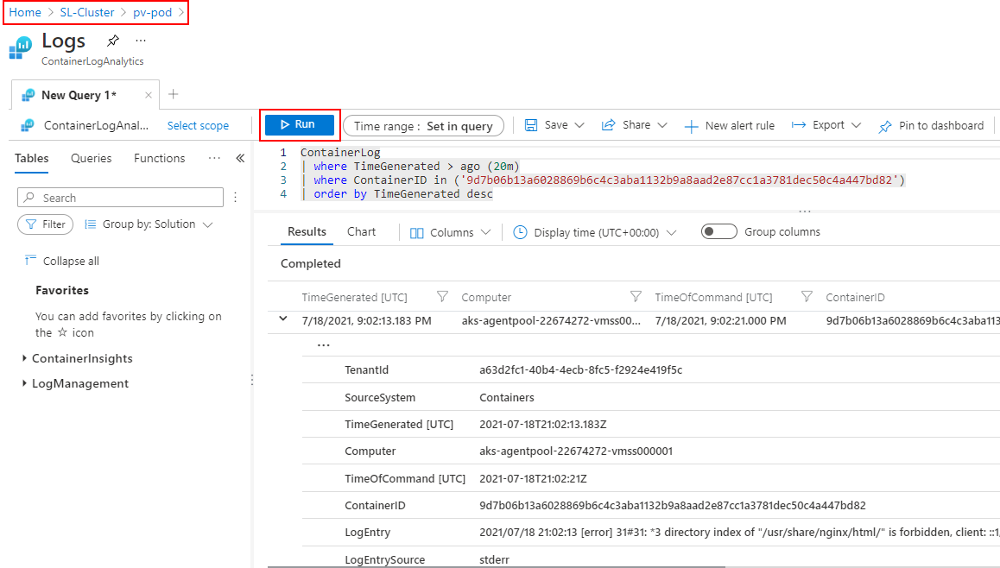 Home > SL-Cluster > pv-pod >
Logs ...
ContainerLogAnalytics
New Query 1* × +
ContainerLogAnal... Select scope Run Time range : Set in query Save Share New alert rule Export Pin to dashboard
Tables Queries Functions ... «
Search
Filter Group by: Solution
Collapse all
Favorites
You can add favorites by clicking on
the ☆ icon
ContainerInsights
LogManagement
1 ContainerLog
2 | where TimeGenerated > ago (20m)
3 | where ContainerID in ('9d7b06b13a6028869b6c4c3aba1132b9a8aad2e87cc1a3781dec50c4a447bd82')
4 | order by TimeGenerated desc
...
Results Chart Columns Display time (UTC+00:00) Group columns
Completed
TimeGenerated [UTC] Computer TimeOfCommand [UTC] ContainerID
7/18/2021, 9:02:13.183 PM aks-agentpool-22674272-vmss00... 7/18/2021, 9:02:21.000 PM 9d7b06b13a6028869b6c4c3aba113
...
TenantId a63d2fc1-40b4-4ecb-8fc5-f2924e419f5c
SourceSystem Containers
TimeGenerated [UTC] 2021-07-18T21:02:13.183Z
Computer aks-agentpool-22674272-vmss000001
TimeOfCommand [UTC] 2021-07-18T21:02:21Z
ContainerID 9d7b06b13a6028869b6c4c3aba1132b9a8aad2e87cc1a3781dec50c4a447bd82
LogEntry 2021/07/18 21:02:13 [error] 31#31: *3 directory index of "/usr/share/nginx/html/" is forbidden, client: ::1,
LogEntrySource stderr